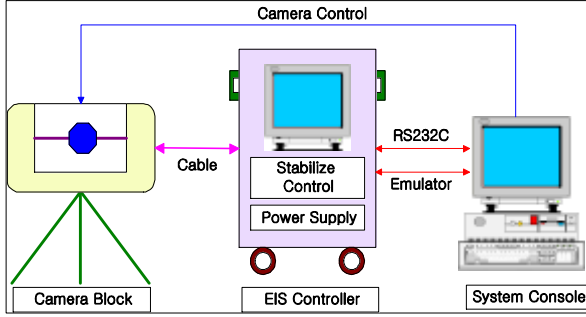 Camera Control
RS232C
Cable
Stabilize
Control
Emulator
Power Supply
Camera Block
EIS Controller
System Console